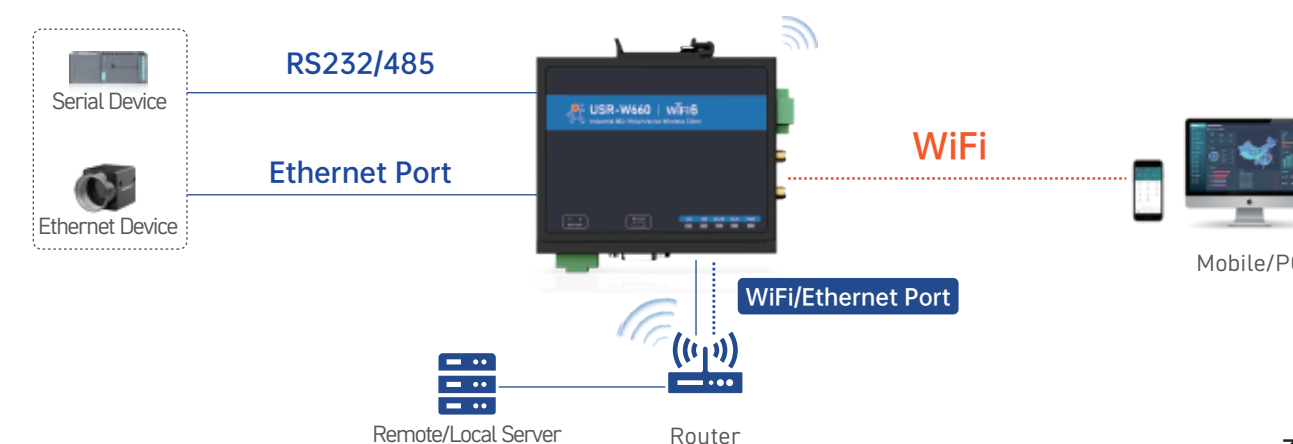 RS232/485
Serial Device
USR-W660 | WiFi6
WiFi
Ethernet Port
Ethernet Device
Mobile/P
WiFi/Ethernet Port
Remote/Local Server
Router